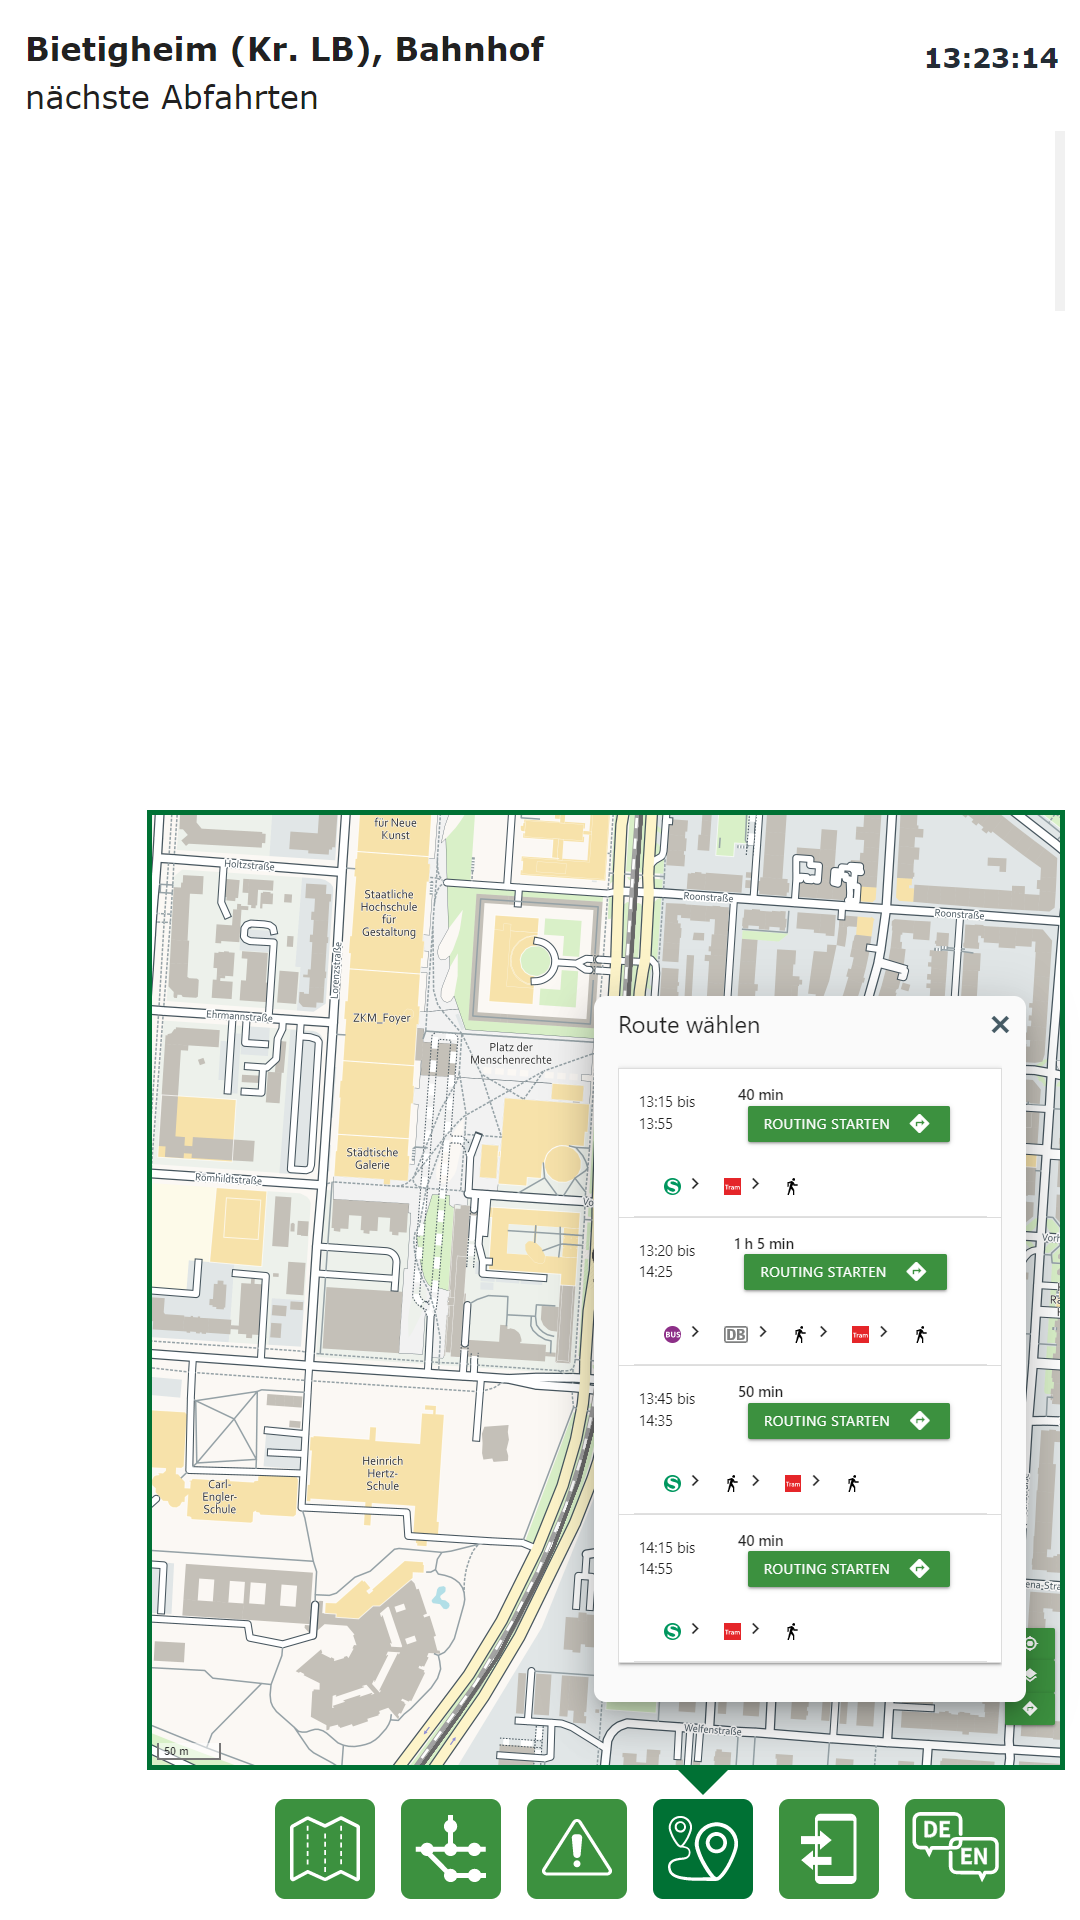 Bietigheim (Kr. LB), Bahnhof
13:23:14
nächste Abfahrten
für Neue
Kunst
Holtzstraße
Staatliche
Hochschule
für
Gestaltung
Lorenzstraße
Roonstraße
Roonstraße
Ehrmannstraße
ZKM_Foyer
Platz der
Menschenrechte
Städtische
Galerie
Römhildtstraße
Heinrich
Hertz-
Schule
Carl-
Engler-
Schule
Welfenstraße
50 m
Route wählen
13:15 bis
13:55
40 min
ROUTING STARTEN
Tram
13:20 bis
14:25
1 h 5 min
ROUTING STARTEN
BUS
DB
Tram
13:45 bis
14:35
50 min
ROUTING STARTEN
Tram
14:15 bis
14:55
40 min
ROUTING STARTEN
Tram
DE
EN